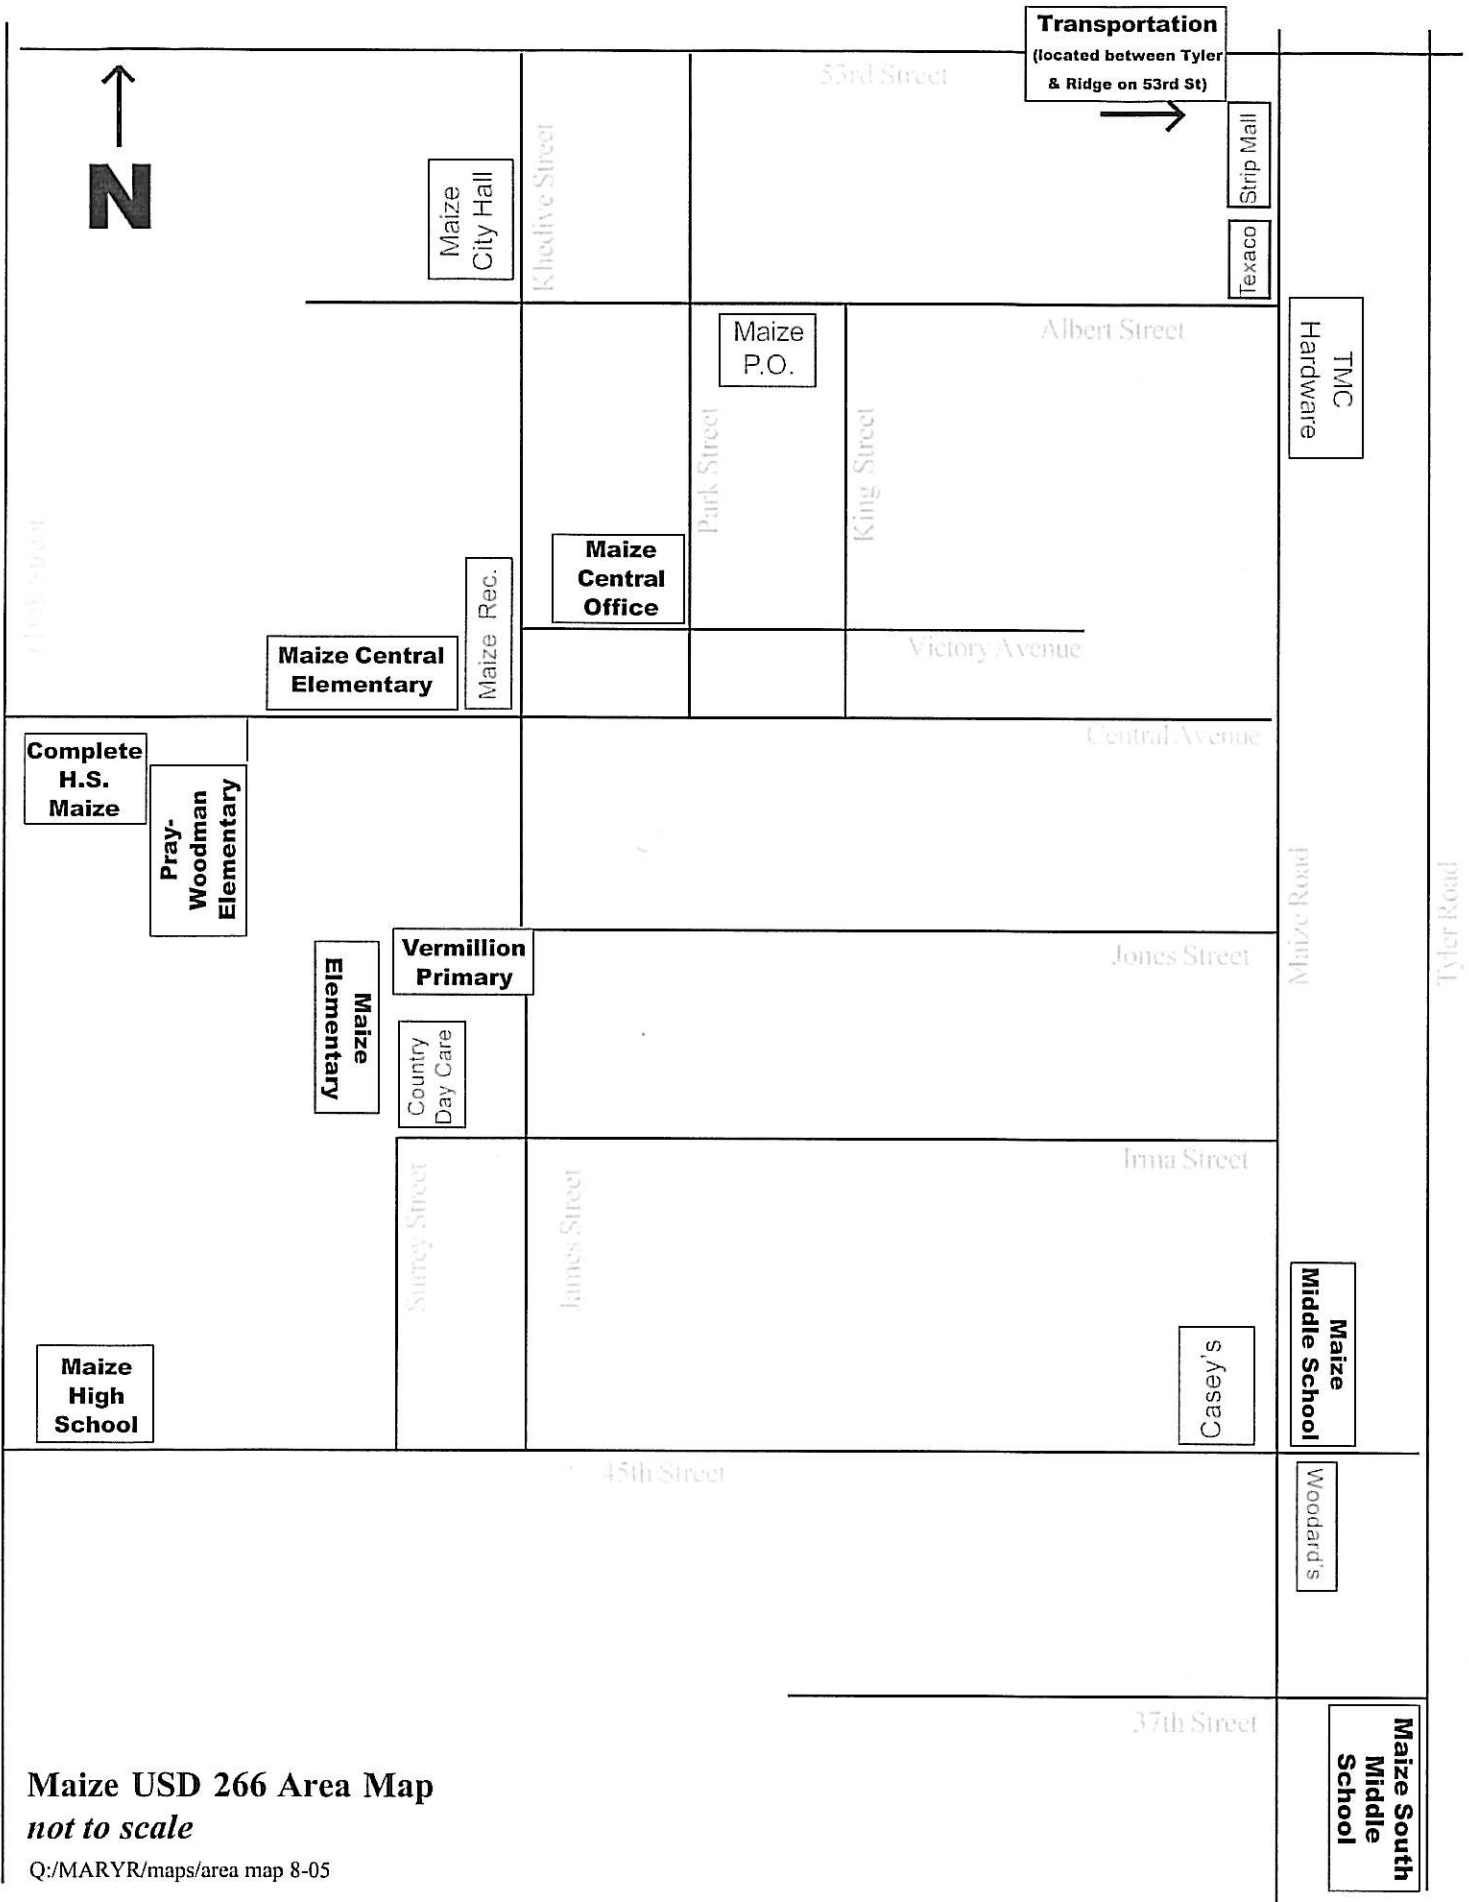 Transportation
(located between Tyler
& Ridge on 53rd St)
53rd Street
N
Strip Mall
Maize
City Hall
Khedive Street
Texaco
Maize
P.O.
Albert Street
TMC
Hardware
Park Street
King Street
Maize
Central
Office
Maize Rec.
Maize Central
Elementary
Victory Avenue
Central Avenue
Complete
H.S.
Maize
Pray-
Woodman
Elementary
Maize Road
Tyler Road
Vermillion
Primary
Jones Street
Maize
Elementary
Country
Day Care
Irma Street
Surrey Street
James Street
Maize
Middle School
Casey's
Maize
High
School
45th Street
Woodard's
37th Street
Maize South
Middle
School
Maize USD 266 Area Map
not to scale
Q:/MARYR/maps/area map 8-05